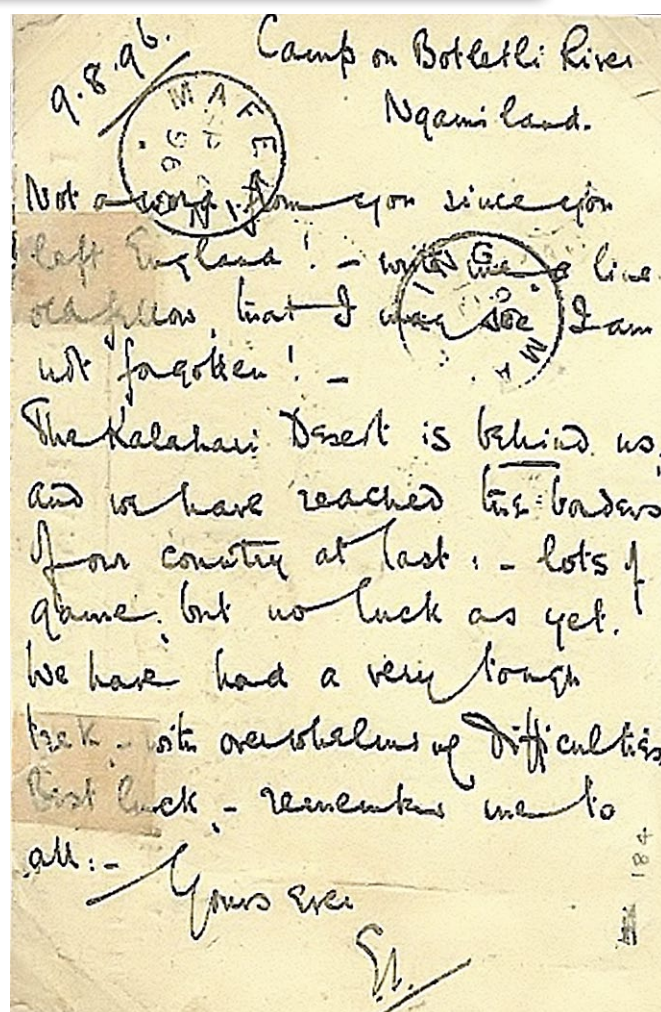 9.8.96.
Camp on Botletli River
Ngamiland.
MAFEKING
Not a word from you since you
left England! - write me a line
old fellow, that I may see I am
not forgotten! -
The Kalahari Desert is behind us,
and we have reached the borders
of our country at last: - lots of
game, but no luck as yet.
We have had a very tough
trek - with overwhelming difficulties
Best luck, - remember me to
all: -
Yours ever
184